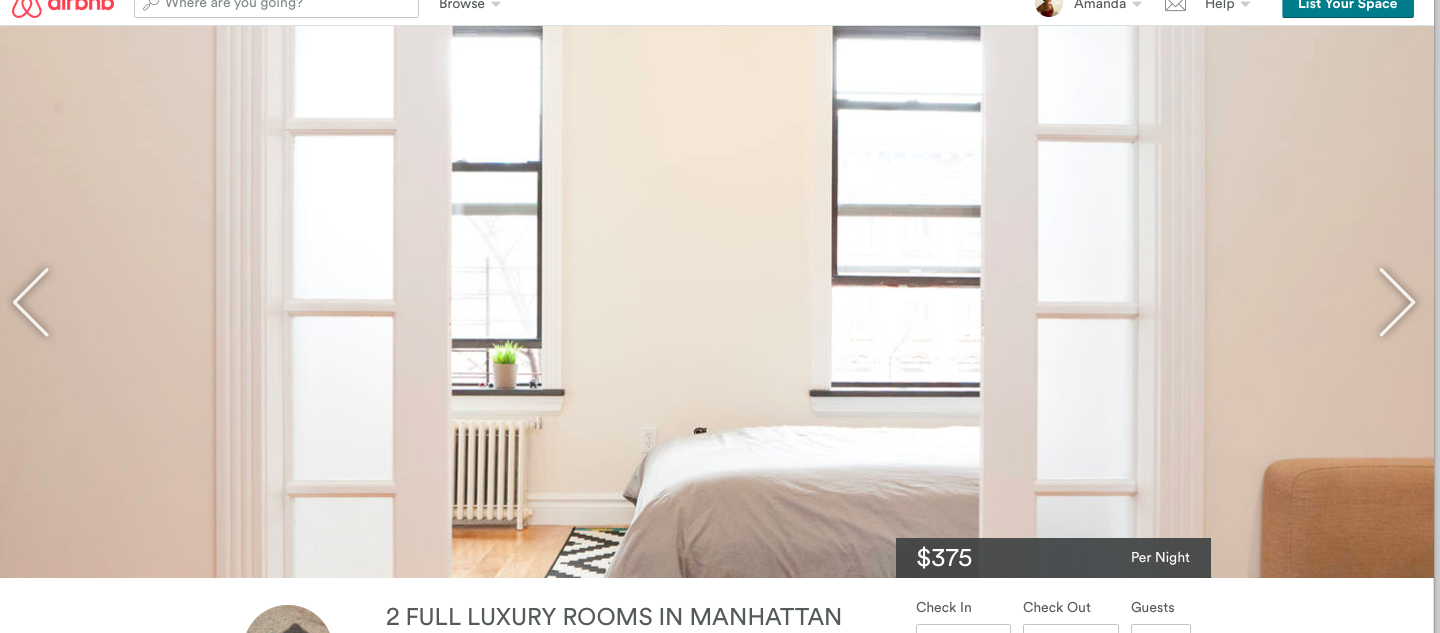 airbnb Where are you going? Browse Amanda Help List Your Space
$375 Per Night
Check In Check Out Guests
2 FULL LUXURY ROOMS IN MANHATTAN